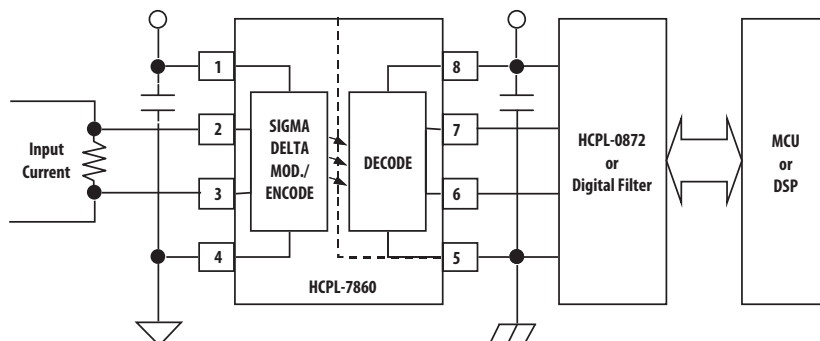 1
8
2
7
3
6
4
5
Input
Current
SIGMA
DELTA
MOD./
ENCODE
DECODE
HCPL-7860
HCPL-0872
or
Digital Filter
MCU
or
DSP